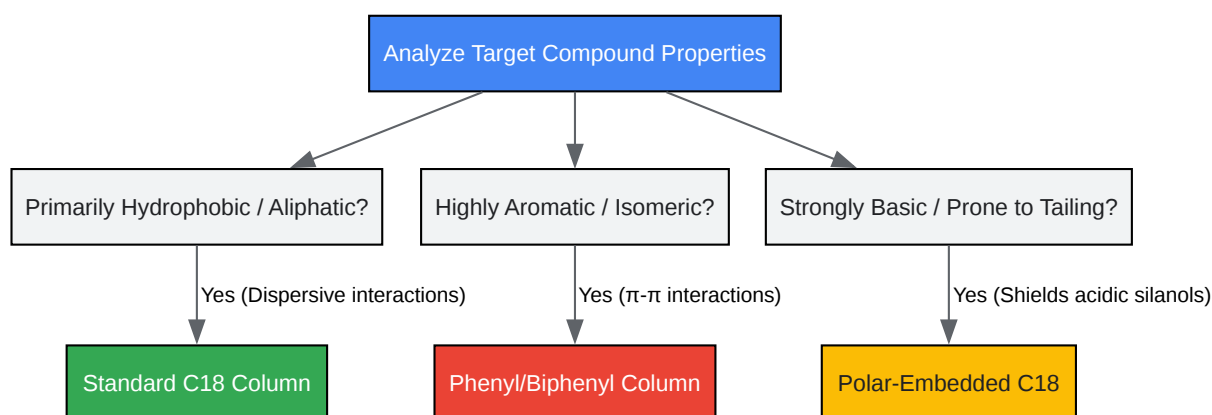 Analyze Target Compound Properties
Primarily Hydrophobic / Aliphatic?
Highly Aromatic / Isomeric?
Strongly Basic / Prone to Tailing?
Yes (Dispersive interactions)
Yes (π-π interactions)
Yes (Shields acidic silanols)
Standard C18 Column
Phenyl/Biphenyl Column
Polar-Embedded C18